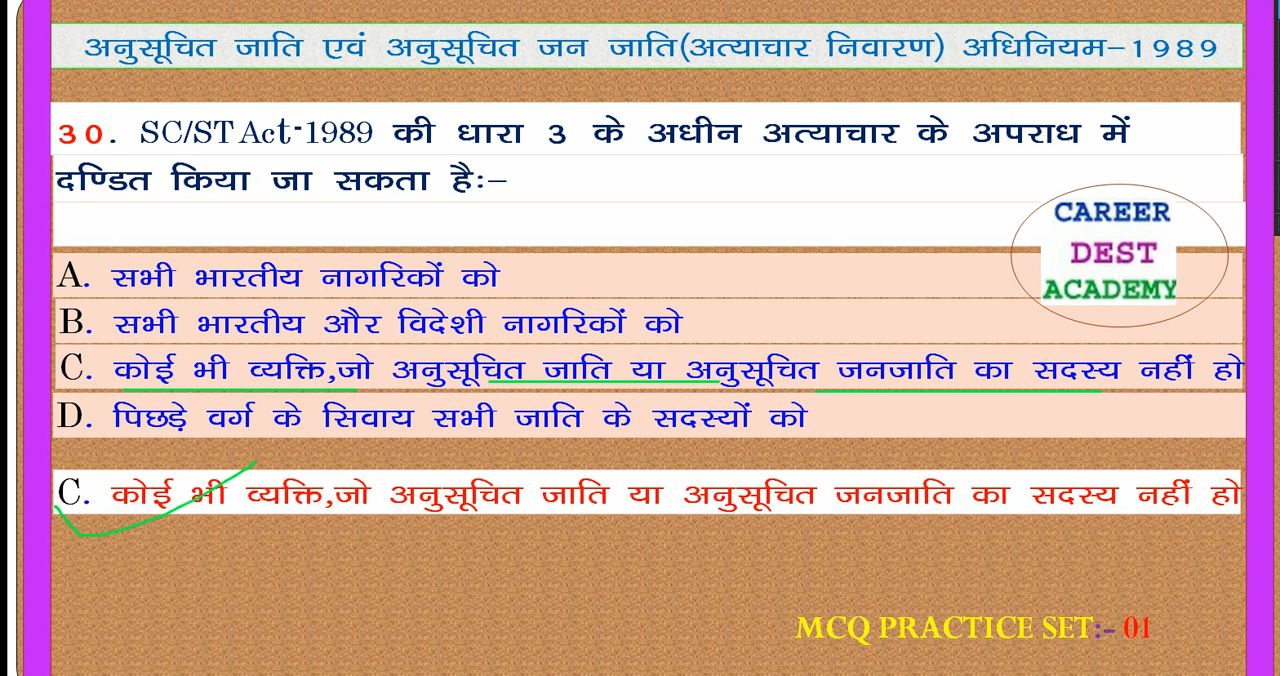 अनुसूचित जाति एवं अनुसूचित जन जाति(अत्याचार निवारण) अधिनियम–1989
30. SC/ST Act-1989 की धारा 3 के अधीन अत्याचार के अपराध में
दण्डित किया जा सकता है:–
CAREER
DEST
ACADEMY
A. सभी भारतीय नागरिकों को
B. सभी भारतीय और विदेशी नागरिकों को
C. कोई भी व्यक्ति,जो अनुसूचित जाति या अनुसूचित जनजाति का सदस्य नहीं हो
D. पिछड़े वर्ग के सिवाय सभी जाति के सदस्यों को
C. कोई भी व्यक्ति,जो अनुसूचित जाति या अनुसूचित जनजाति का सदस्य नहीं हो
MCQ PRACTICE SET:- 01